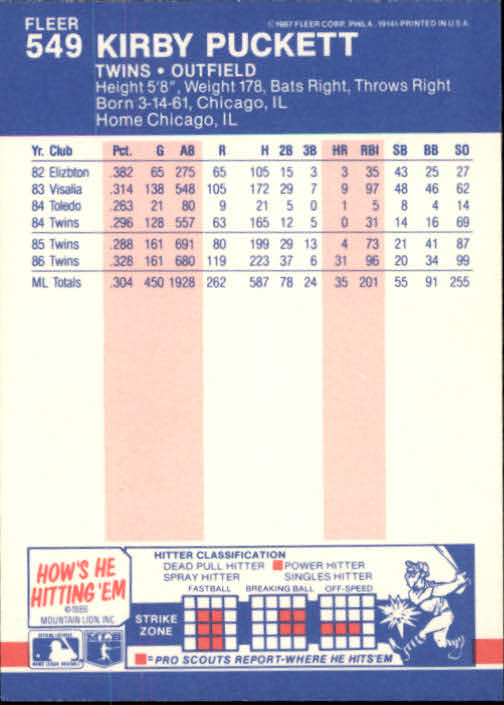 FLEER
549 KIRBY PUCKETT
©1987 FLEER CORP. PHILA. 19141-PRINTED IN U.S.A.
TWINS • OUTFIELD
Height 5'8", Weight 178, Bats Right, Throws Right
Born 3-14-61, Chicago, IL
Home Chicago, IL
Yr. Club Pct. G AB R H 2B 3B HR RBI SB BB SO
82 Elizbton .382 65 275 65 105 15 3 3 35 43 25 27
83 Visalia .314 138 548 105 172 29 7 9 97 48 46 62
84 Toledo .263 21 80 9 21 5 0 1 5 8 4 14
84 Twins .296 128 557 63 165 12 5 0 31 14 16 69
85 Twins .288 161 691 80 199 29 13 4 73 21 41 87
86 Twins .328 161 680 119 223 37 6 31 96 20 34 99
ML Totals .304 450 1928 262 587 78 24 35 201 55 91 255
HOW'S HE
HITTING 'EM
©1986
MOUNTAIN LION, INC
HITTER CLASSIFICATION
DEAD PULL HITTER POWER HITTER
SPRAY HITTER SINGLES HITTER
FASTBALL BREAKING BALL OFF-SPEED
STRIKE
ZONE
=PRO SCOUTS REPORT-WHERE HE HITS'EM